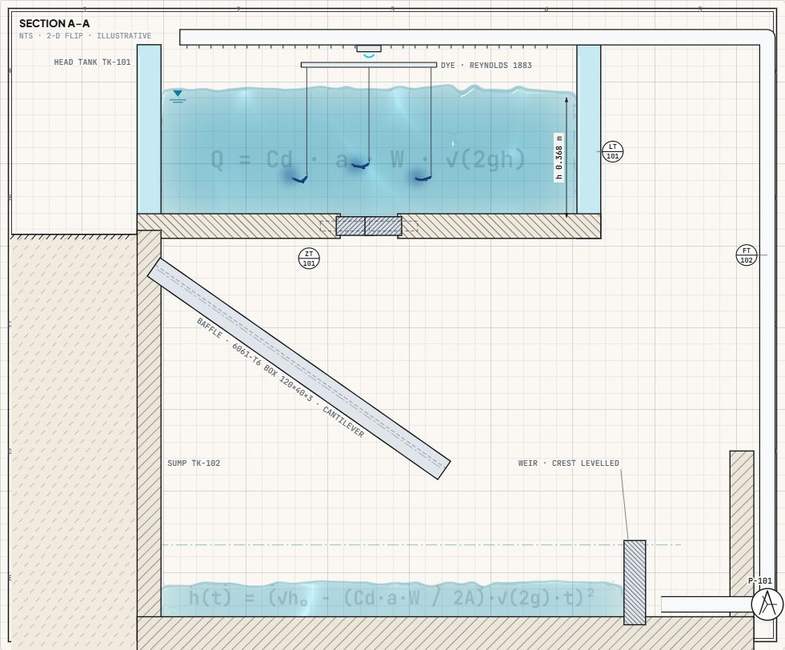 SECTION A–A
NTS · 2-D FLIP · ILLUSTRATIVE
HEAD TANK TK-101
DYE · REYNOLDS 1883
Q = Cd · a · W · √(2gh)
h 0.368 m
LT
101
ZT
101
FT
102
BAFFLE · 6061-T6 BOX 120×40×3 · CANTILEVER
SUMP TK-102
WEIR · CREST LEVELLED
P-101
h(t) = (√h₀ - (Cd·a·W / 2A)·√(2g)·t)²